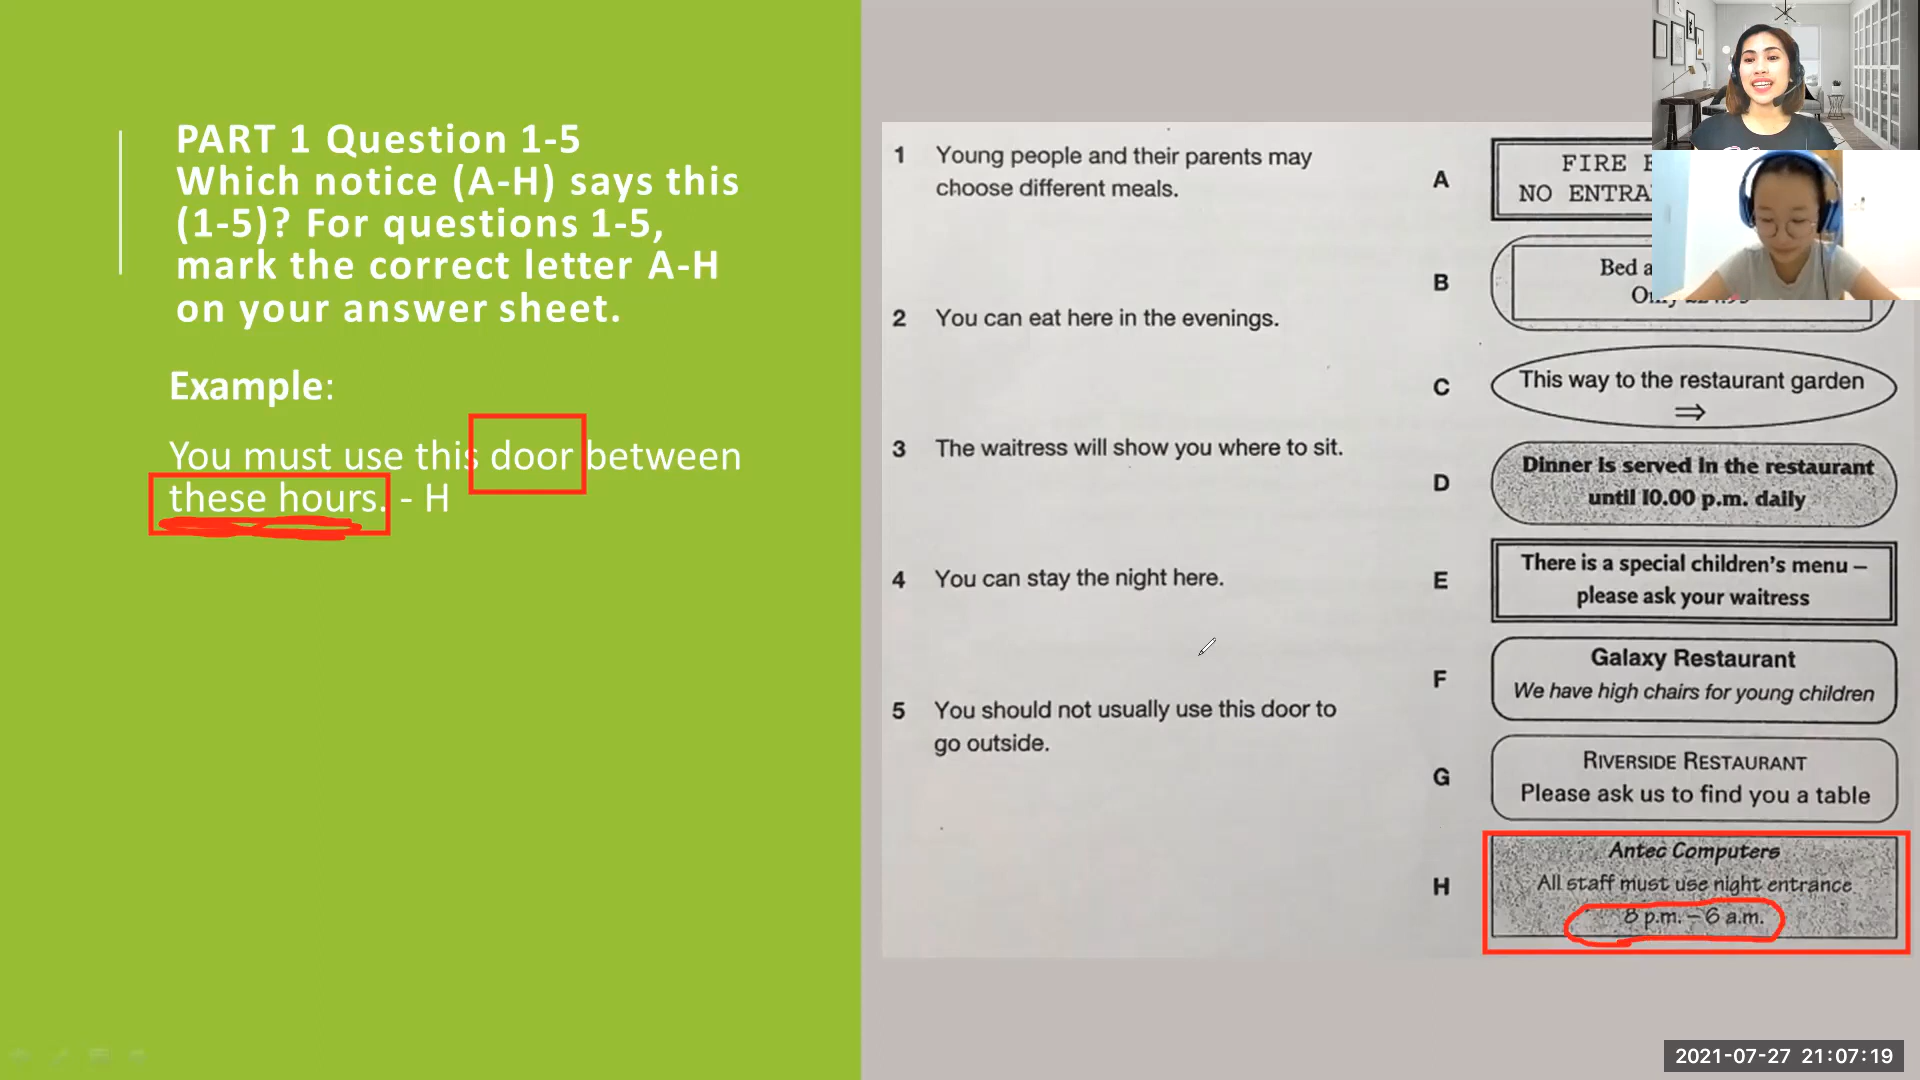 PART 1 Question 1-5
Which notice (A-H) says this
(1-5)? For questions 1-5,
mark the correct letter A-H
on your answer sheet.
Example:
You must use this door between
these hours. - H
1 Young people and their parents may
choose different meals.
2 You can eat here in the evenings.
3 The waitress will show you where to sit.
4 You can stay the night here.
5 You should not usually use this door to
go outside.
A FIRE
NO
B Bed
C This way to the restaurant garden
⇒
D Dinner is served in the restaurant
until 10.00 p.m. daily
E There is a special children's menu –
please ask your waitress
F Galaxy Restaurant
We have high chairs for young children
G RIVERSIDE RESTAURANT
Please ask us to find you a table
H Antec Computers
All staff must use night entrance
8 p.m. – 6 a.m.
2021-07-27 21:07:19